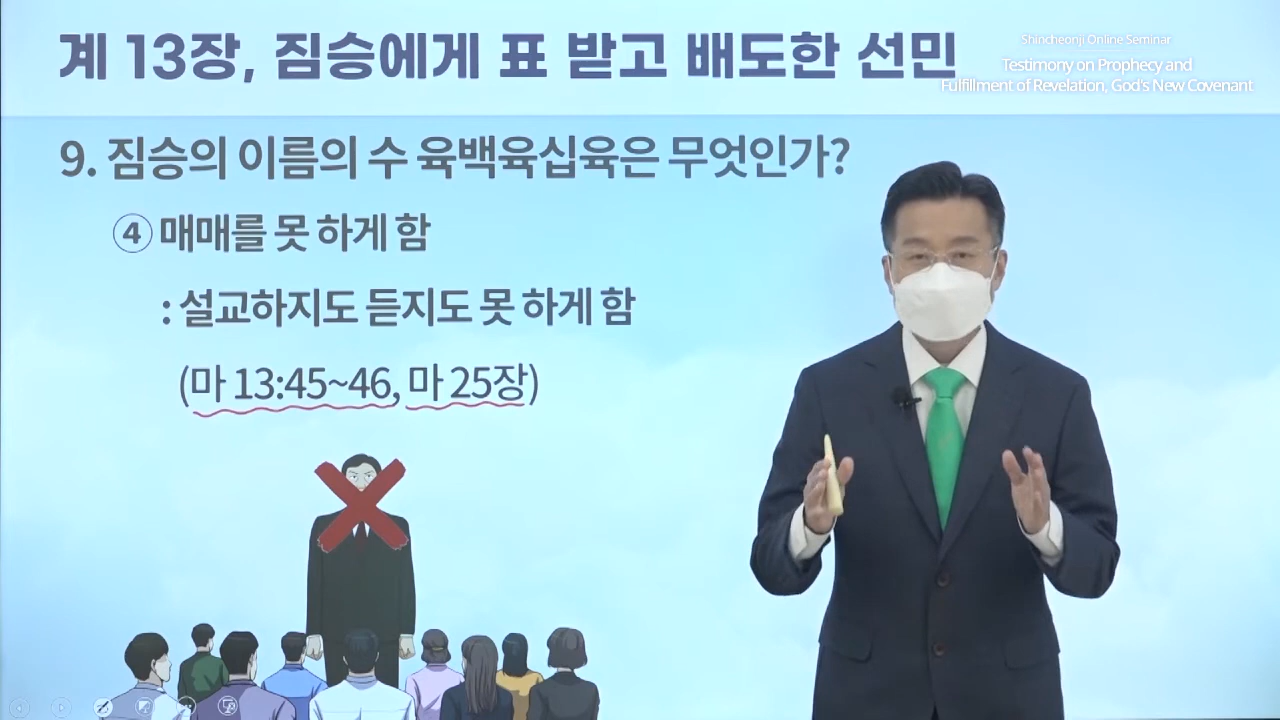 계 13장, 짐승에게 표 받고 배도한 선민
Shincheonji Online Seminar
Testimony on Prophecy and
Fulfillment of Revelation, God's New Covenant
9. 짐승의 이름의 수 육백육십육은 무엇인가?
④ 매매를 못 하게 함
: 설교하지도 듣지도 못 하게 함
(마 13:45~46, 마 25장)